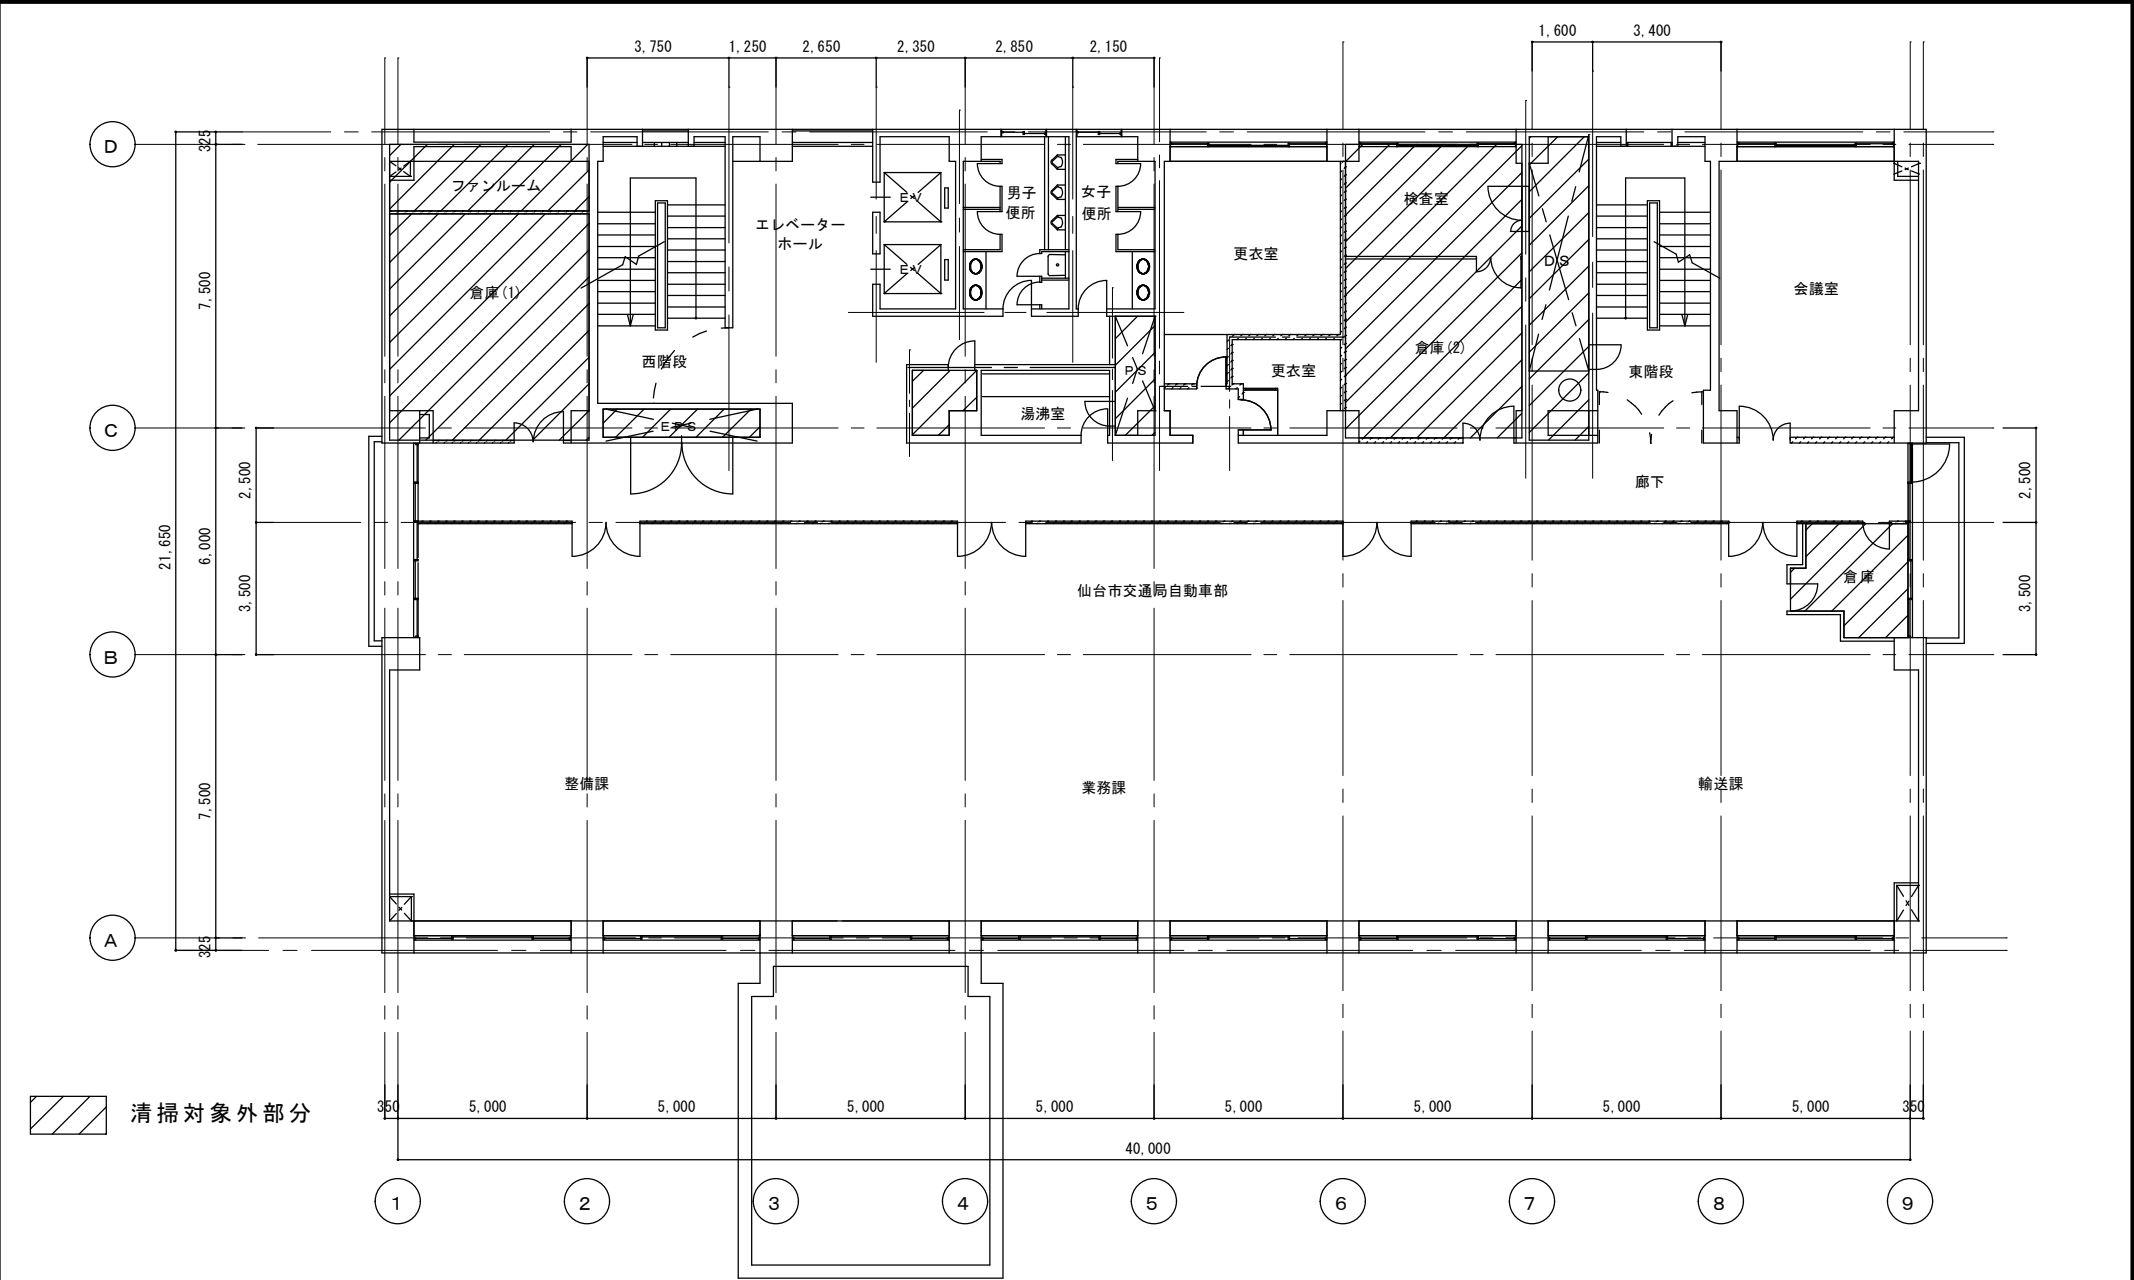 3,750
1,250
2,650
2,350
2,850
2,150
1,600
3,400
D
325
ファンルーム
倉庫(1)
西階段
EPS
エレベーター
ホール
EV
EV
男子
便所
女子
便所
湯沸室
PS
更衣室
更衣室
検査室
倉庫(2)
DS
東階段
会議室
7,500
C
2,500
21,650
6,000
3,500
廊下
2,500
3,500
仙台市交通局自動車部
倉庫
B
7,500
整備課
業務課
輸送課
A
325
清掃対象外部分
350
5,000
5,000
5,000
5,000
5,000
5,000
5,000
5,000
350
40,000
1
2
3
4
5
6
7
8
9